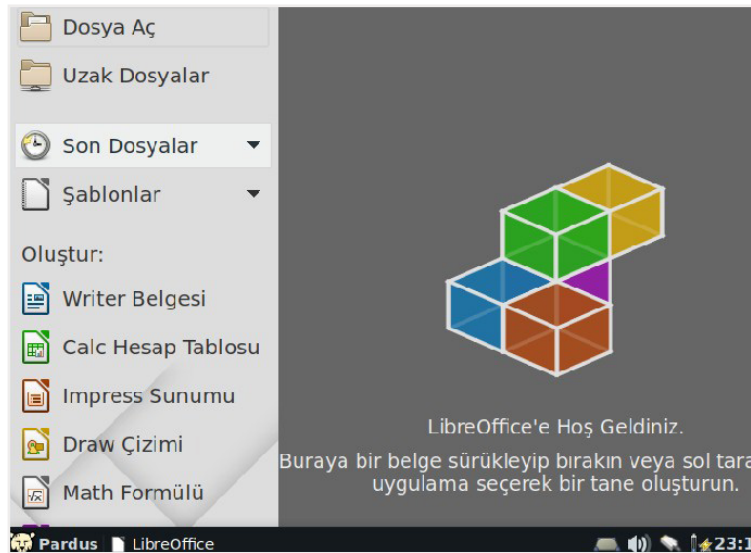 Dosya Aç
Uzak Dosyalar
Son Dosyalar
Şablonlar
Oluştur:
Writer Belgesi
Calc Hesap Tablosu
Impress Sunumu
Draw Çizimi
Math Formülü
LibreOffice'e Hoş Geldiniz.
Buraya bir belge sürükleyip bırakın veya sol
uygulama seçerek bir tane oluşturun.
Pardus
LibreOffice